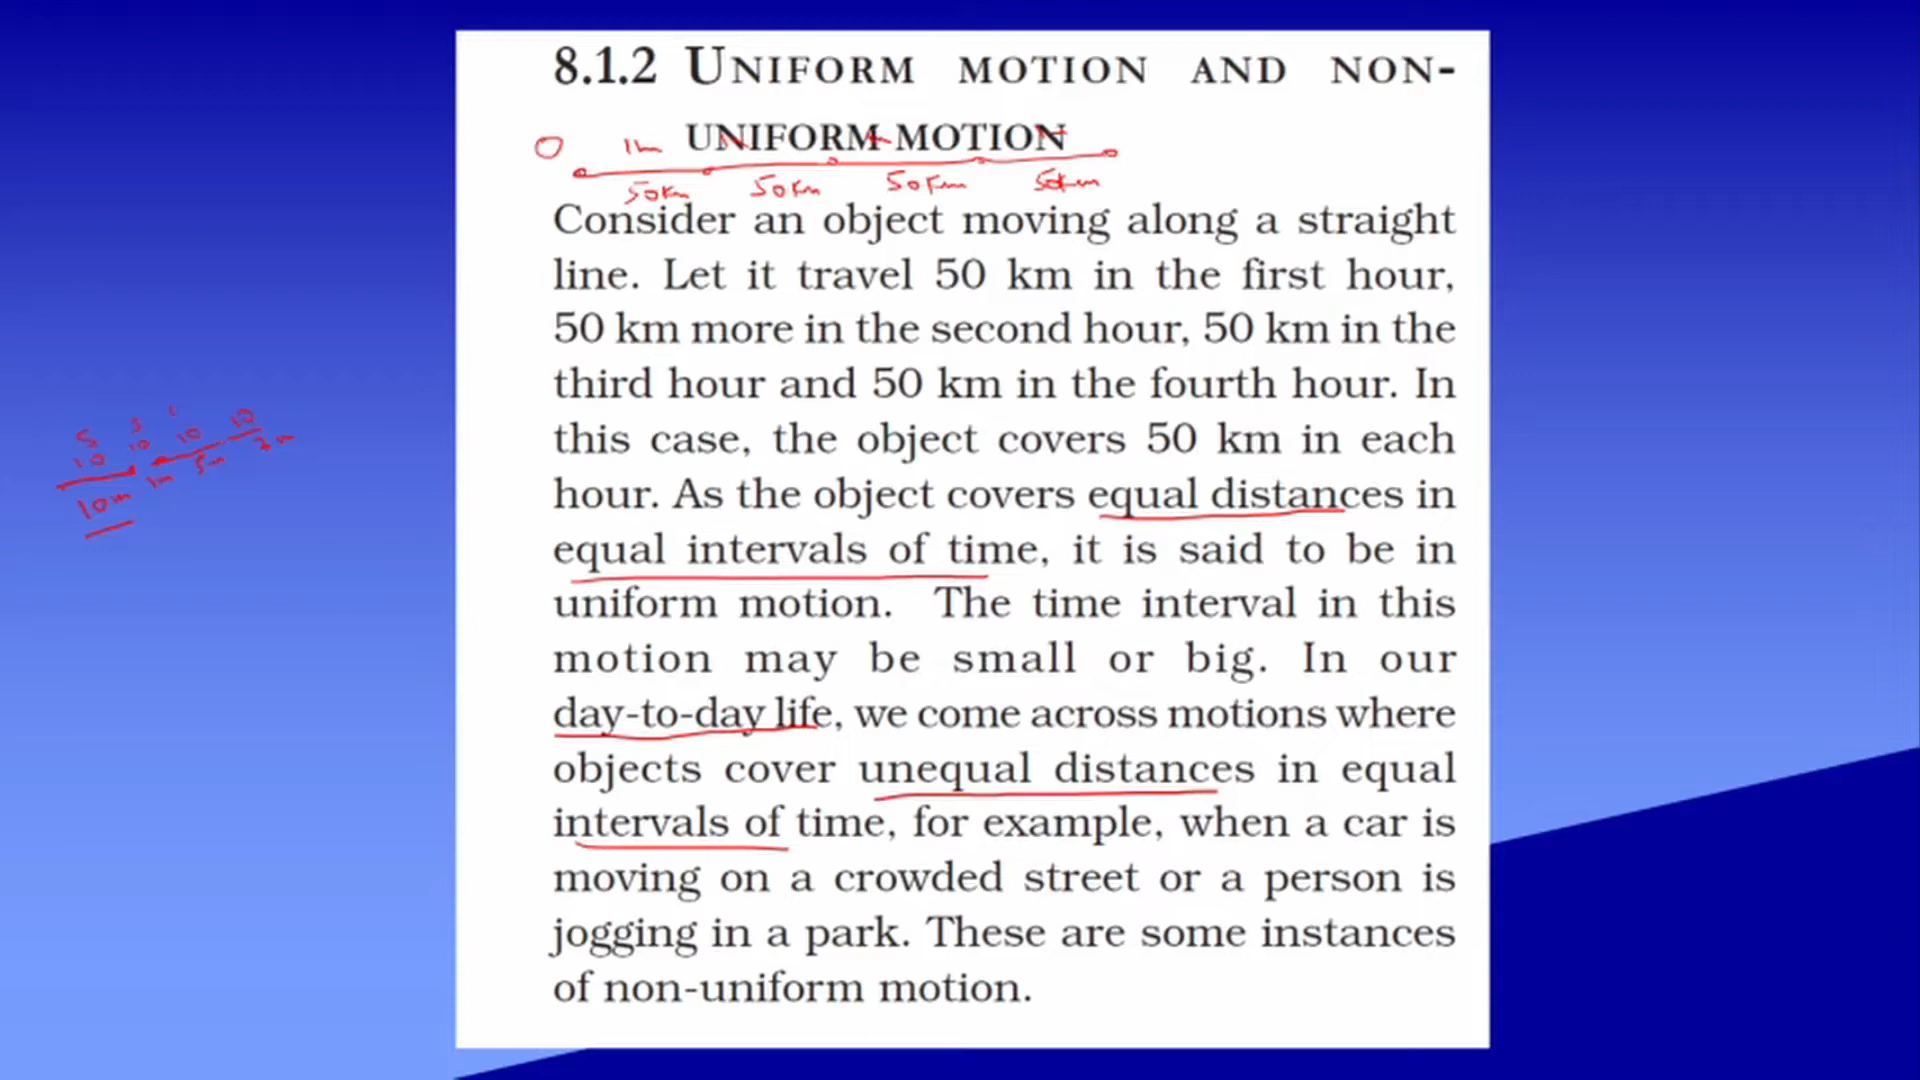 8.1.2 UNIFORM MOTION AND NON-
UNIFORM MOTION
50km 50km 50km 50km
Consider an object moving along a straight
line. Let it travel 50 km in the first hour,
50 km more in the second hour, 50 km in the
third hour and 50 km in the fourth hour. In
this case, the object covers 50 km in each
hour. As the object covers equal distances in
equal intervals of time, it is said to be in
uniform motion. The time interval in this
motion may be small or big. In our
day-to-day life, we come across motions where
objects cover unequal distances in equal
intervals of time, for example, when a car is
moving on a crowded street or a person is
jogging in a park. These are some instances
of non-uniform motion.
10 10 10 10
10m 1m 5m